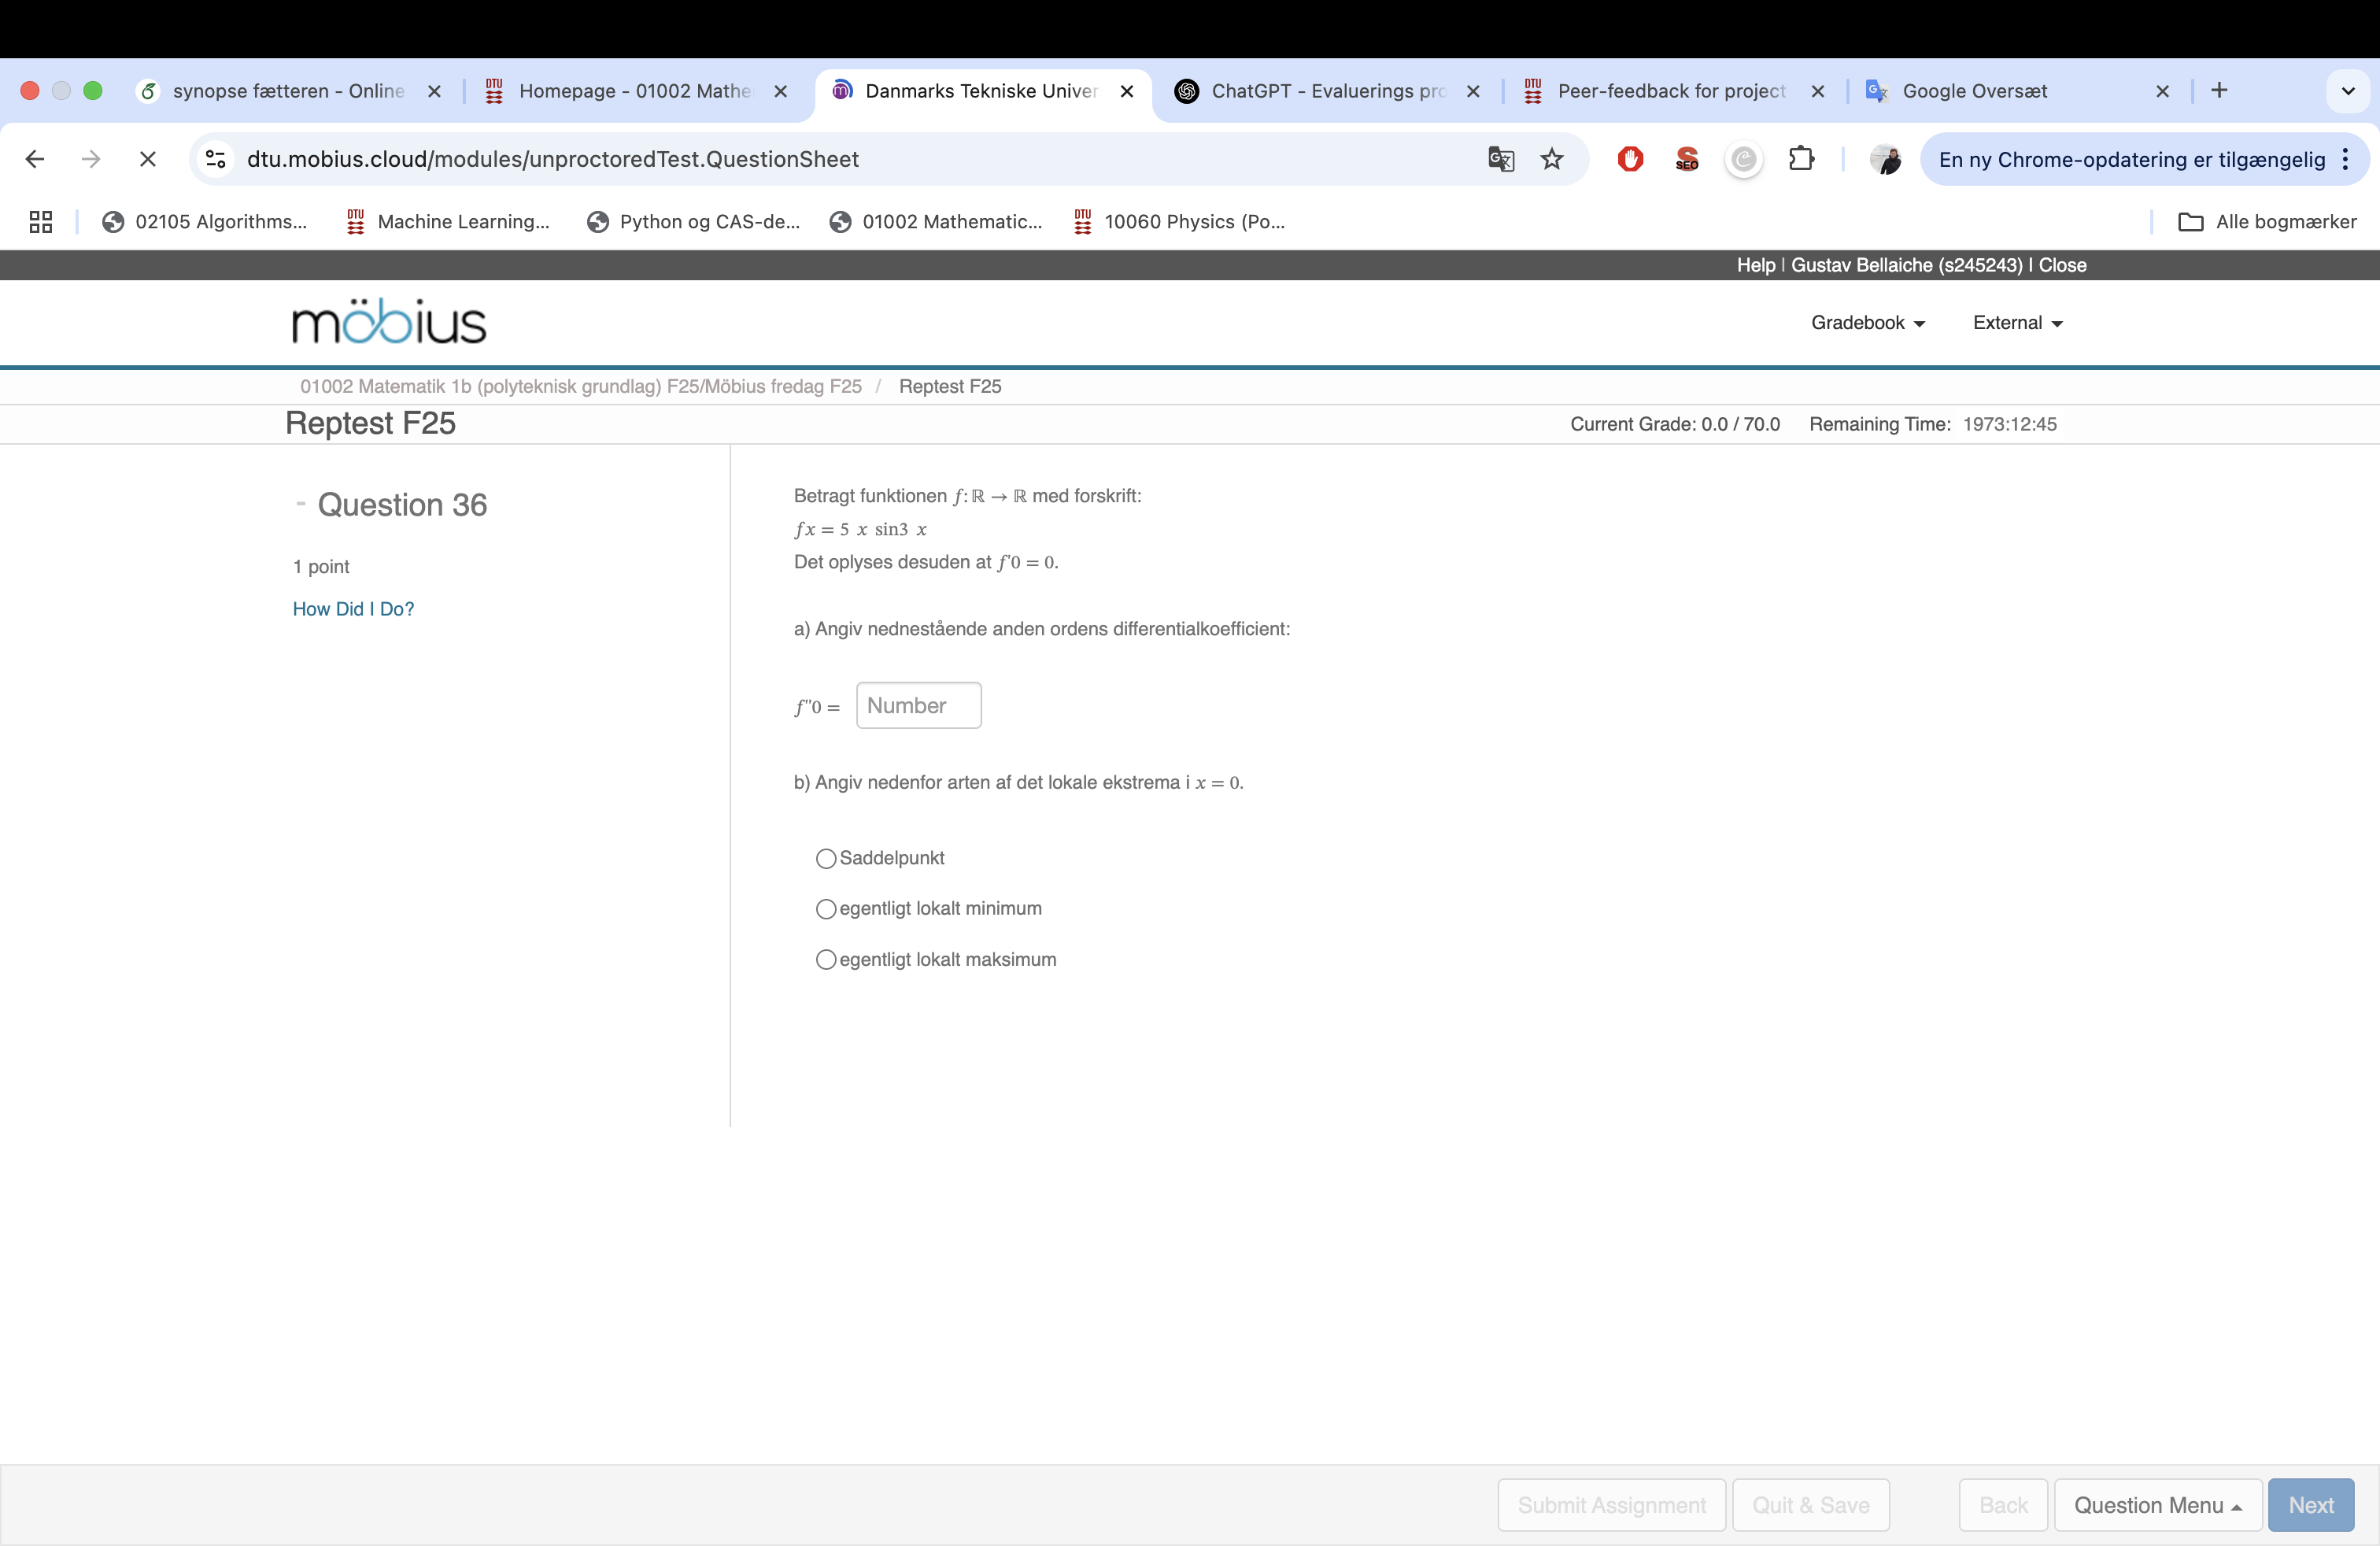 synopse fætteren - Online
Homepage - 01002 Mathe
Danmarks Tekniske Univer
ChatGPT - Evaluerings pro
Peer-feedback for project
Google Oversæt
dtu.mobius.cloud/modules/unproctoredTest.QuestionSheet
En ny Chrome-opdatering er tilgængelig
02105 Algorithms...
Machine Learning...
Python og CAS-de...
01002 Mathematic...
10060 Physics (Po...
Alle bogmærker
Help | Gustav Bellaiche (s245243) | Close
möbius
Gradebook
External
01002 Matematik 1b (polyteknisk grundlag) F25/Möbius fredag F25 / Reptest F25
Reptest F25
Current Grade: 0.0 / 70.0 Remaining Time: 1973:12:45
- Question 36
1 point
How Did I Do?
Betragt funktionen f: ℝ → ℝ med forskrift:
fx = 5 x sin3 x
Det oplyses desuden at f'0 = 0.
a) Angiv nednestående anden ordens differentialkoefficient:
f''0 = Number
b) Angiv nedenfor arten af det lokale ekstrema i x = 0.
Saddelpunkt
egentligt lokalt minimum
egentligt lokalt maksimum
Submit Assignment
Quit & Save
Back
Question Menu
Next